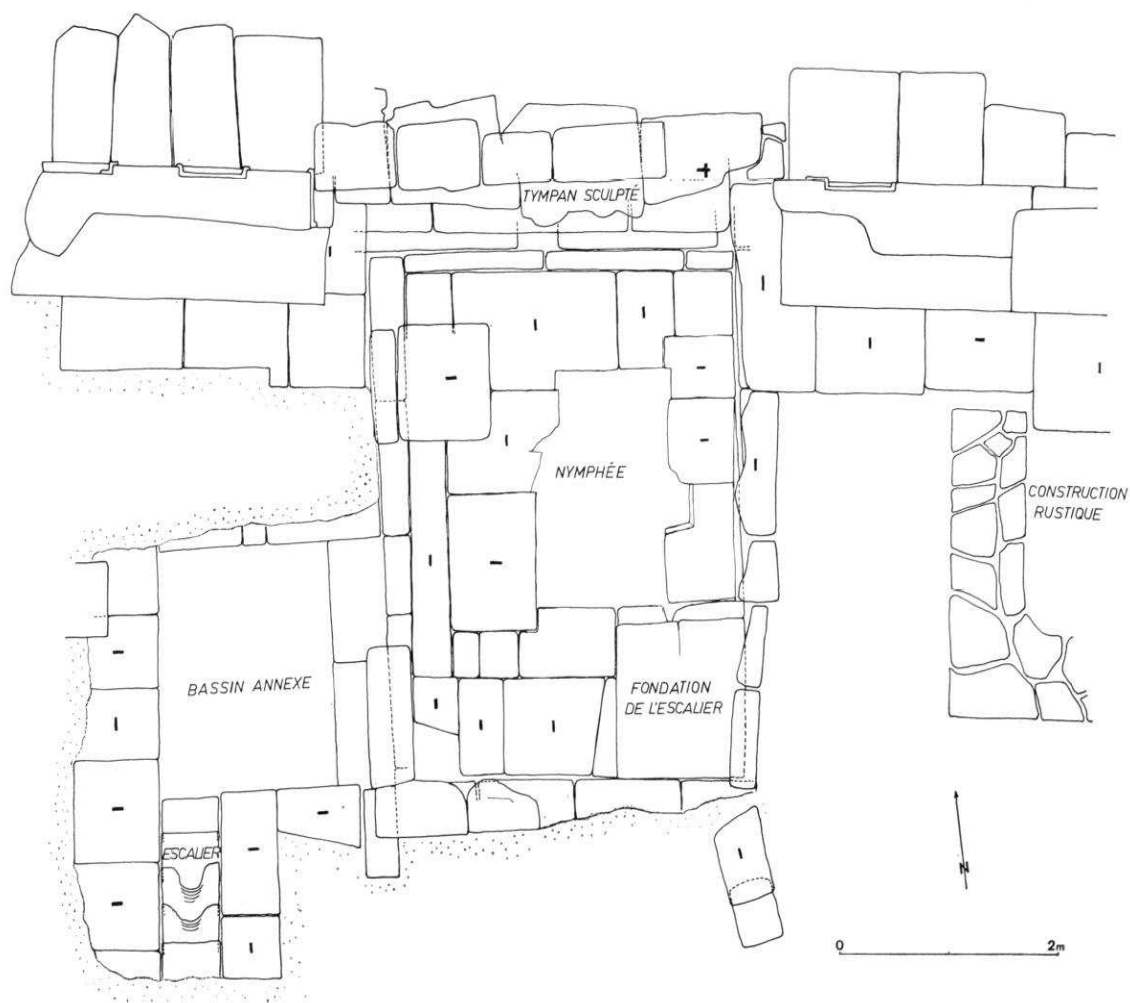 TYMPAN SCULPTÉ
NYMPHÉE
CONSTRUCTION
RUSTIQUE
BASSIN ANNEXE
FONDATION
DE L'ESCALIER
ESCALIER
N
0 2m